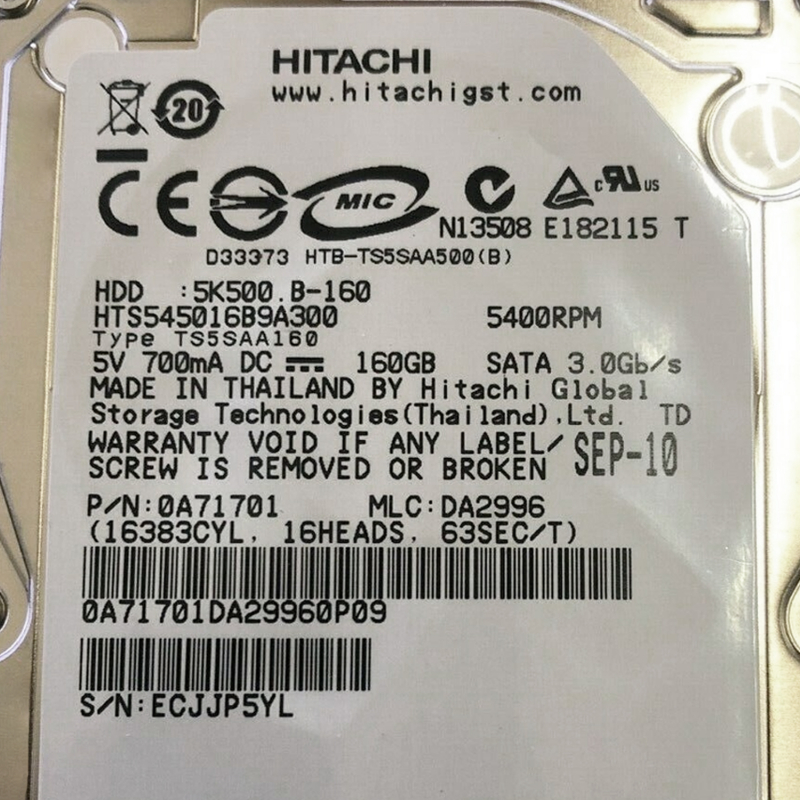 HITACHI
www.hitachigst.com
20
CE MIC c UR US
N13508 E182115 T
D33373 HTB-TS5SAA500(B)
HDD :5K500.B-160
HTS545016B9A300 5400RPM
Type TS5SAA160
5V 700mA DC 160GB SATA 3.0Gb/s
MADE IN THAILAND BY Hitachi Global
Storage Technologies(Thailand),Ltd. TD
WARRANTY VOID IF ANY LABEL/
SCREW IS REMOVED OR BROKEN SEP-10
P/N:0A71701 MLC:DA2996
(16383CYL, 16HEADS, 63SEC/T)
0A71701DA29960P09
S/N:ECJJP5YL